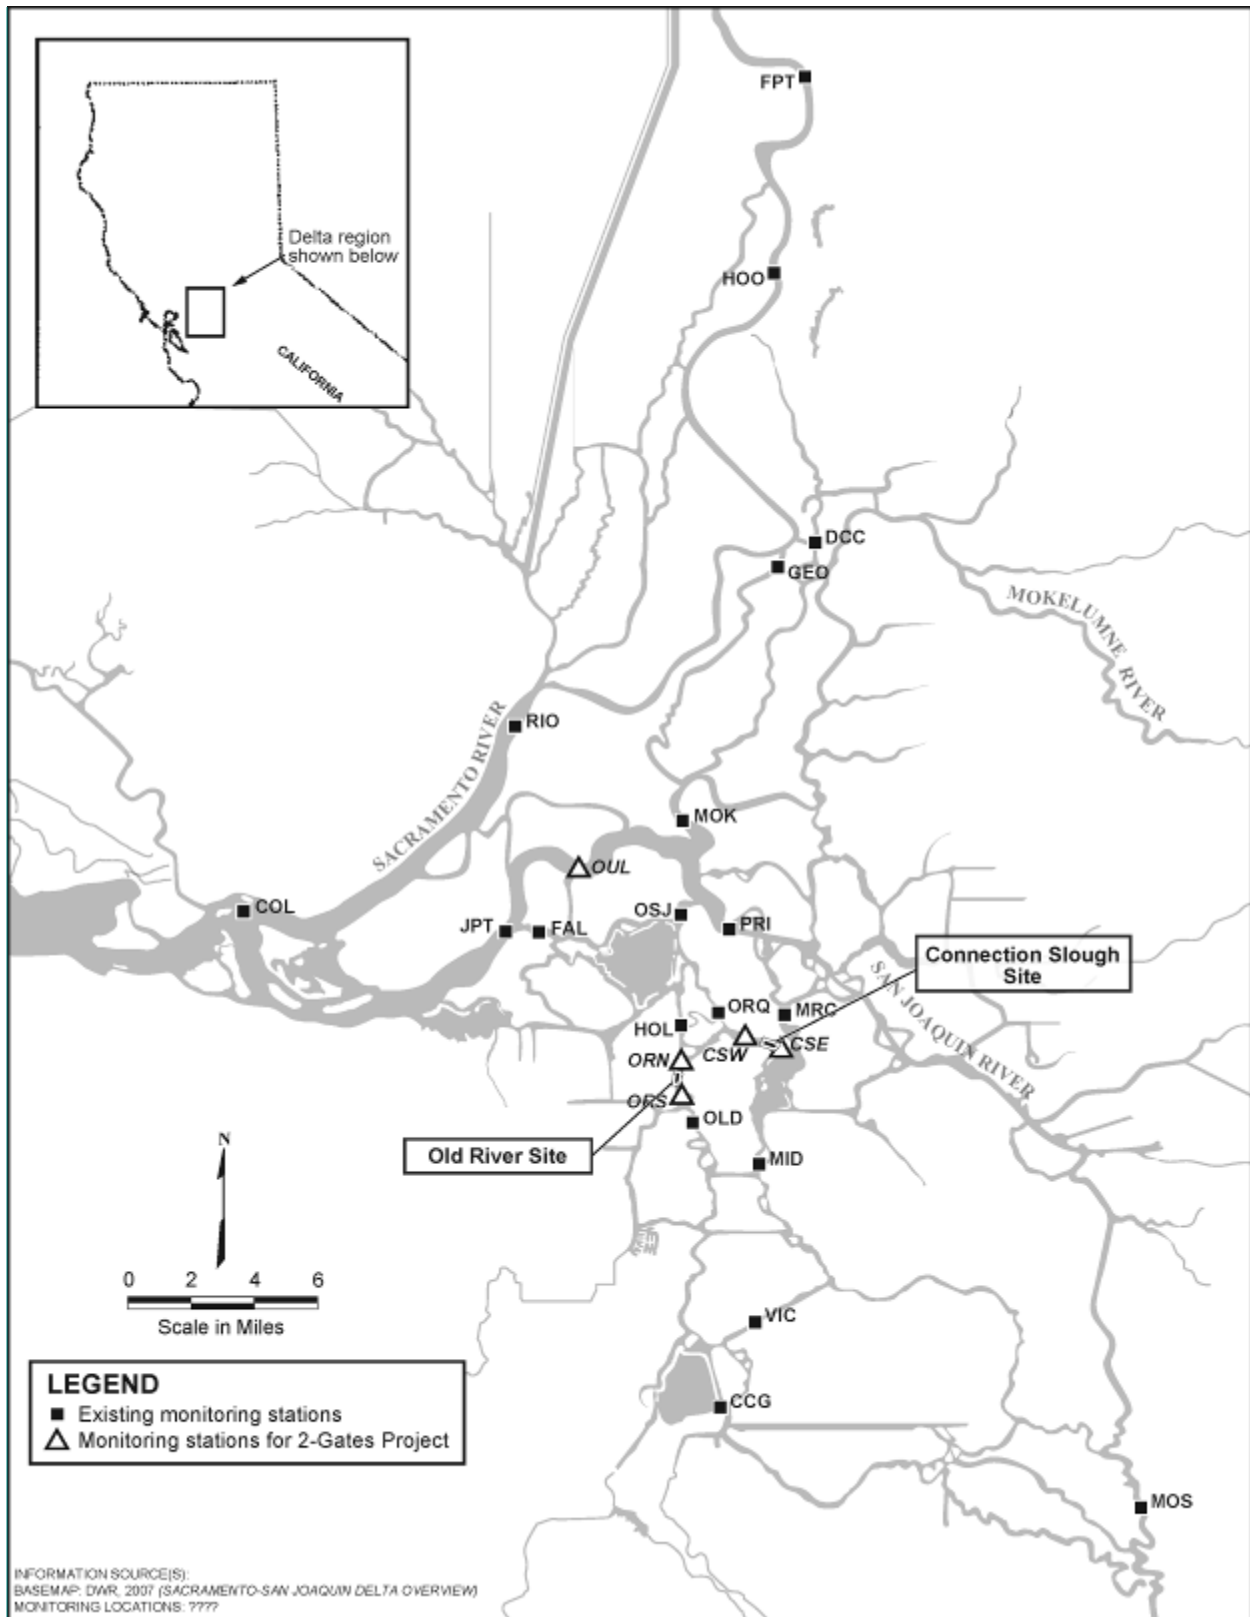 Delta region
shown below
CALIFORNIA
FPT
HOO
DCC
GEO
MOKELUMNE RIVER
RIO
SACRAMENTO RIVER
MOK
OUL
COL
OSJ
JPT
FAL
PRI
Connection Slough
Site
SAN JOAQUIN RIVER
ORQ
MRC
HOL
CSW
CSE
ORN
ORS
OLD
Old River Site
MID
N
0 2 4 6
Scale in Miles
VIC
LEGEND
Existing monitoring stations
Monitoring stations for 2-Gates Project
CCG
MOS
INFORMATION SOURCE(S):
BASEMAP: DWR, 2007 (SACRAMENTO-SAN JOAQUIN DELTA OVERVIEW)
MONITORING LOCATIONS: ????